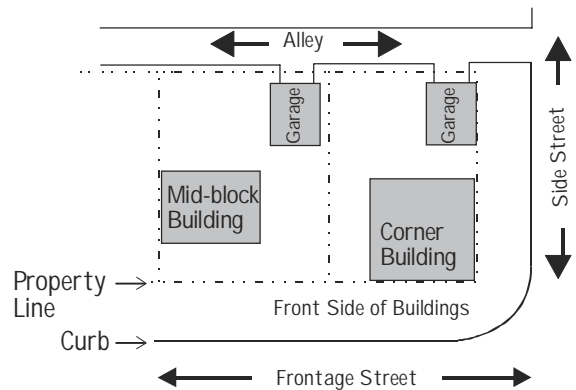 Alley
Garage
Garage
Side Street
Mid-block
Building
Corner
Building
Property
Line
Front Side of Buildings
Curb
Frontage Street